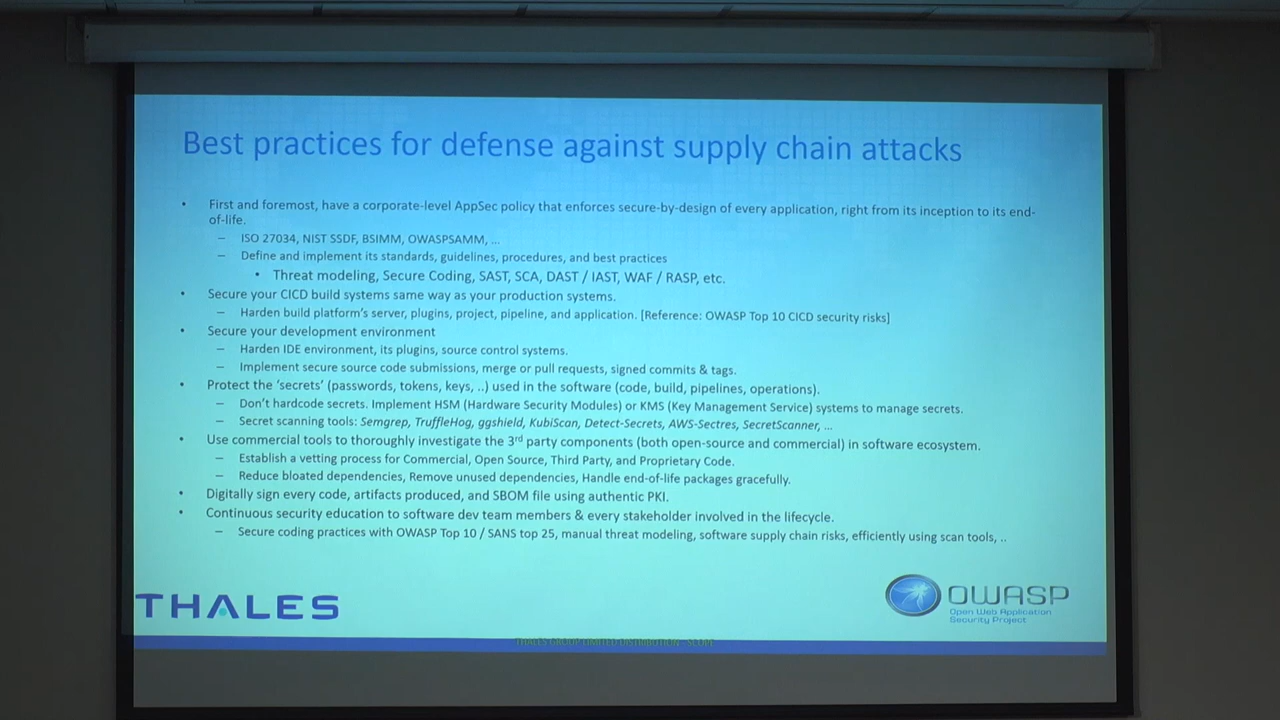 Best practices for defense against supply chain attacks
• First and foremost, have a corporate-level AppSec policy that enforces secure-by-design of every application, right from its inception to its end-
of-life.
– ISO 27034, NIST SSDF, BSIMM, OWASPSAMM, ...
– Define and implement its standards, guidelines, procedures, and best practices
• Threat modeling, Secure Coding, SAST, SCA, DAST / IAST, WAF / RASP, etc.
• Secure your CICD build systems same way as your production systems.
– Harden build platform's server, plugins, project, pipeline, and application. [Reference: OWASP Top 10 CICD security risks]
• Secure your development environment
– Harden IDE environment, its plugins, source control systems.
– Implement secure source code submissions, merge or pull requests, signed commits & tags.
• Protect the 'secrets' (passwords, tokens, keys, ..) used in the software (code, build, pipelines, operations).
– Don't hardcode secrets. Implement HSM (Hardware Security Modules) or KMS (Key Management Service) systems to manage secrets.
– Secret scanning tools: Semgrep, TruffleHog, ggshield, KubiScan, Detect-Secrets, AWS-Sectres, SecretScanner, ...
• Use commercial tools to thoroughly investigate the 3rd party components (both open-source and commercial) in software ecosystem.
– Establish a vetting process for Commercial, Open Source, Third Party, and Proprietary Code.
– Reduce bloated dependencies, Remove unused dependencies, Handle end-of-life packages gracefully.
• Digitally sign every code, artifacts produced, and SBOM file using authentic PKI.
• Continuous security education to software dev team members & every stakeholder involved in the lifecycle.
– Secure coding practices with OWASP Top 10 / SANS top 25, manual threat modeling, software supply chain risks, efficiently using scan tools, ..
THALES
OWASP
Open Web Application
Security Project
THALES GROUP LIMITED DISTRIBUTION - SCOM